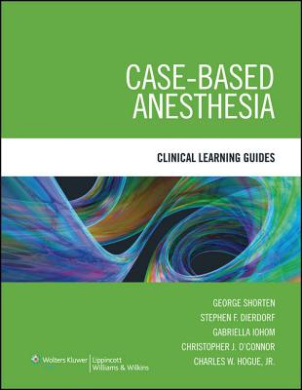 CASE-BASED
ANESTHESIA
CLINICAL LEARNING GUIDES
GEORGE SHORTEN
STEPHEN F. DIERDORF
GABRIELLA IOHOM
CHRISTOPHER J. O'CONNOR
CHARLES W. HOGUE, JR.
Wolters Kluwer | Lippincott
Williams & Wilkins